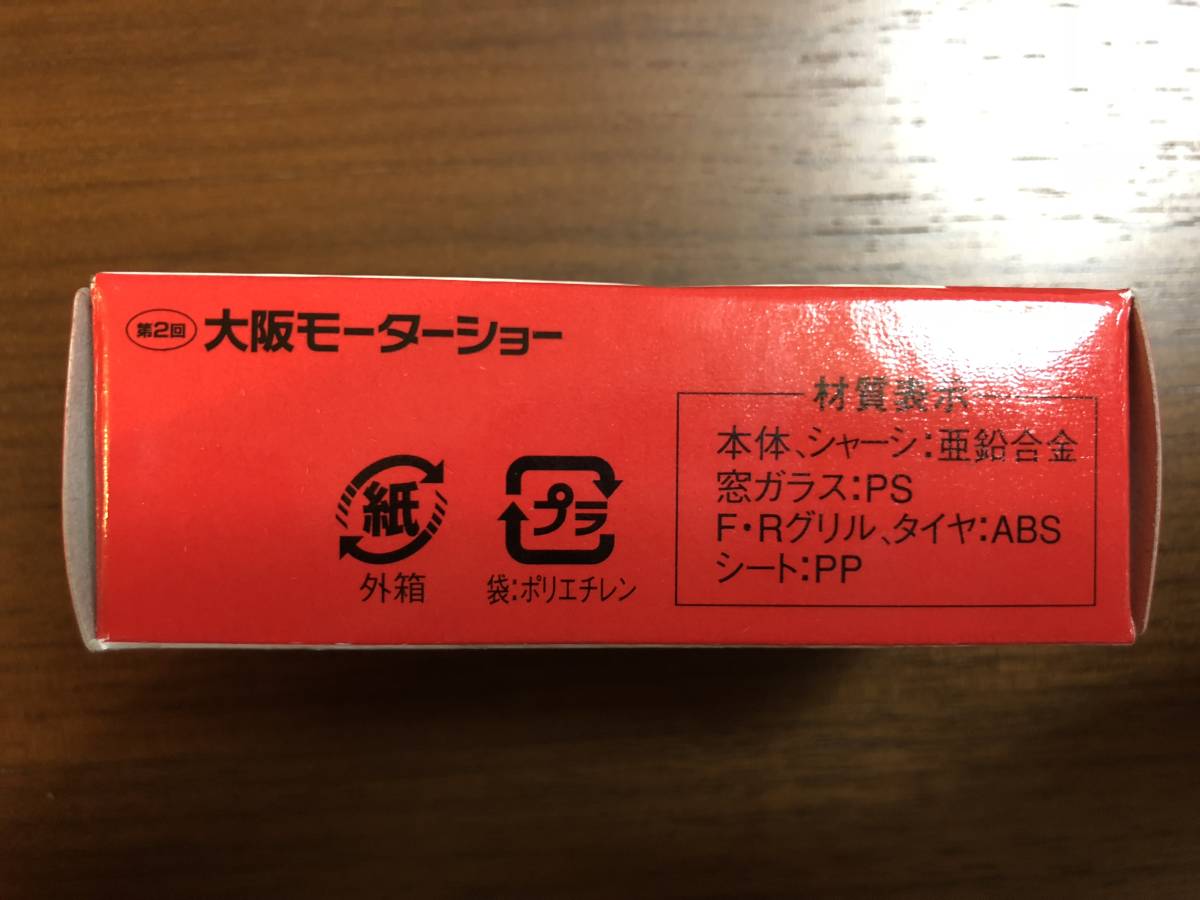 第2回 大阪モーターショー
紙
外箱
プラ
袋:ポリエチレン
材質表示
本体、シャーシ:亜鉛合金
窓ガラス:PS
F・Rグリル、タイヤ:ABS
シート:PP